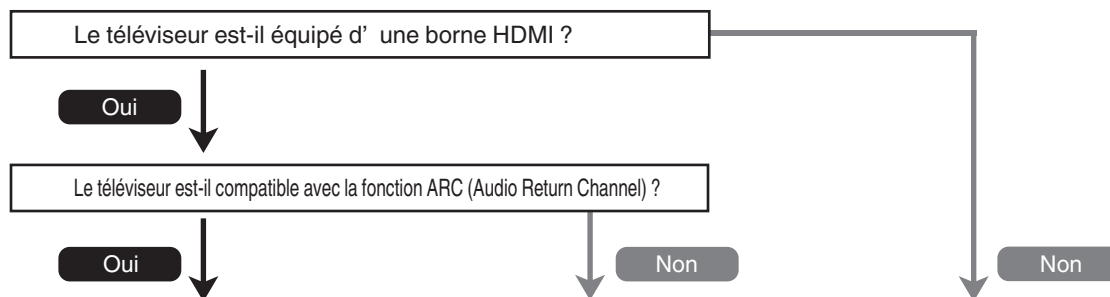 Le téléviseur est-il équipé d’ une borne HDMI ?
Oui
Le téléviseur est-il compatible avec la fonction ARC (Audio Return Channel) ?
Oui
Non
Non